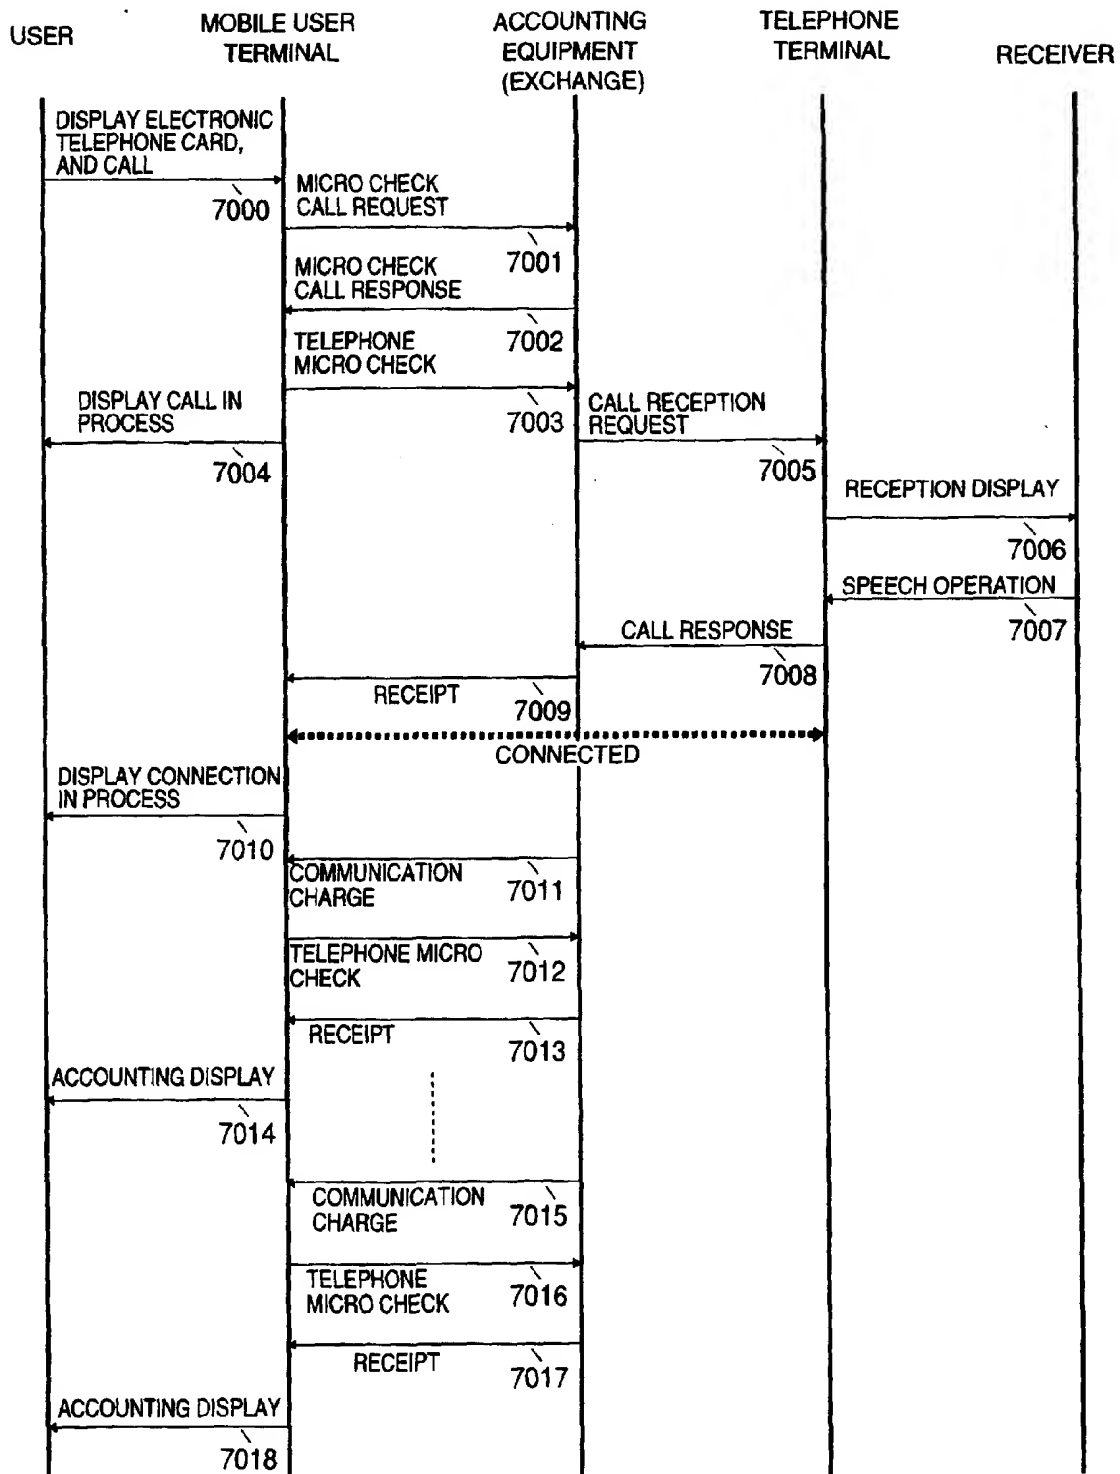 USER
MOBILE USER
TERMINAL
ACCOUNTING
EQUIPMENT
(EXCHANGE)
TELEPHONE
TERMINAL
RECEIVER
DISPLAY ELECTRONIC
TELEPHONE CARD,
AND CALL
7000
MICRO CHECK
CALL REQUEST
7001
MICRO CHECK
CALL RESPONSE
7002
TELEPHONE
MICRO CHECK
7003
DISPLAY CALL IN
PROCESS
7004
CALL RECEPTION
REQUEST
7005
RECEPTION DISPLAY
7006
SPEECH OPERATION
7007
CALL RESPONSE
7008
RECEIPT
7009
CONNECTED
DISPLAY CONNECTION
IN PROCESS
7010
COMMUNICATION
CHARGE
7011
TELEPHONE MICRO
CHECK
7012
RECEIPT
7013
ACCOUNTING DISPLAY
7014
COMMUNICATION
CHARGE
7015
TELEPHONE
MICRO CHECK
7016
RECEIPT
7017
ACCOUNTING DISPLAY
7018